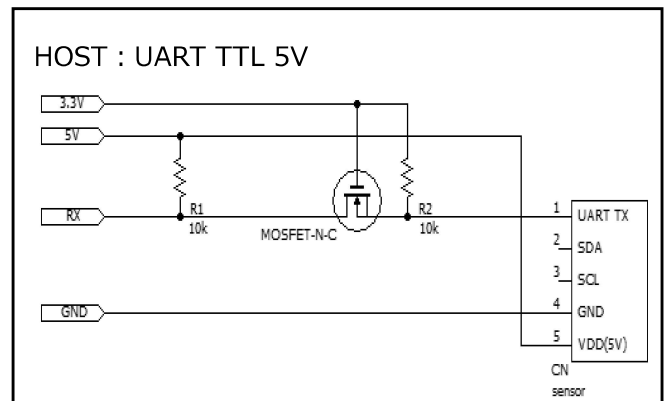 HOST : UART TTL 5V
3.3V
5V
RX
R1
10k
MOSFET-N-C
R2
10k
1 UART TX
2 SDA
3 SCL
GND
4 GND
5 VDD(5V)
CN
sensor